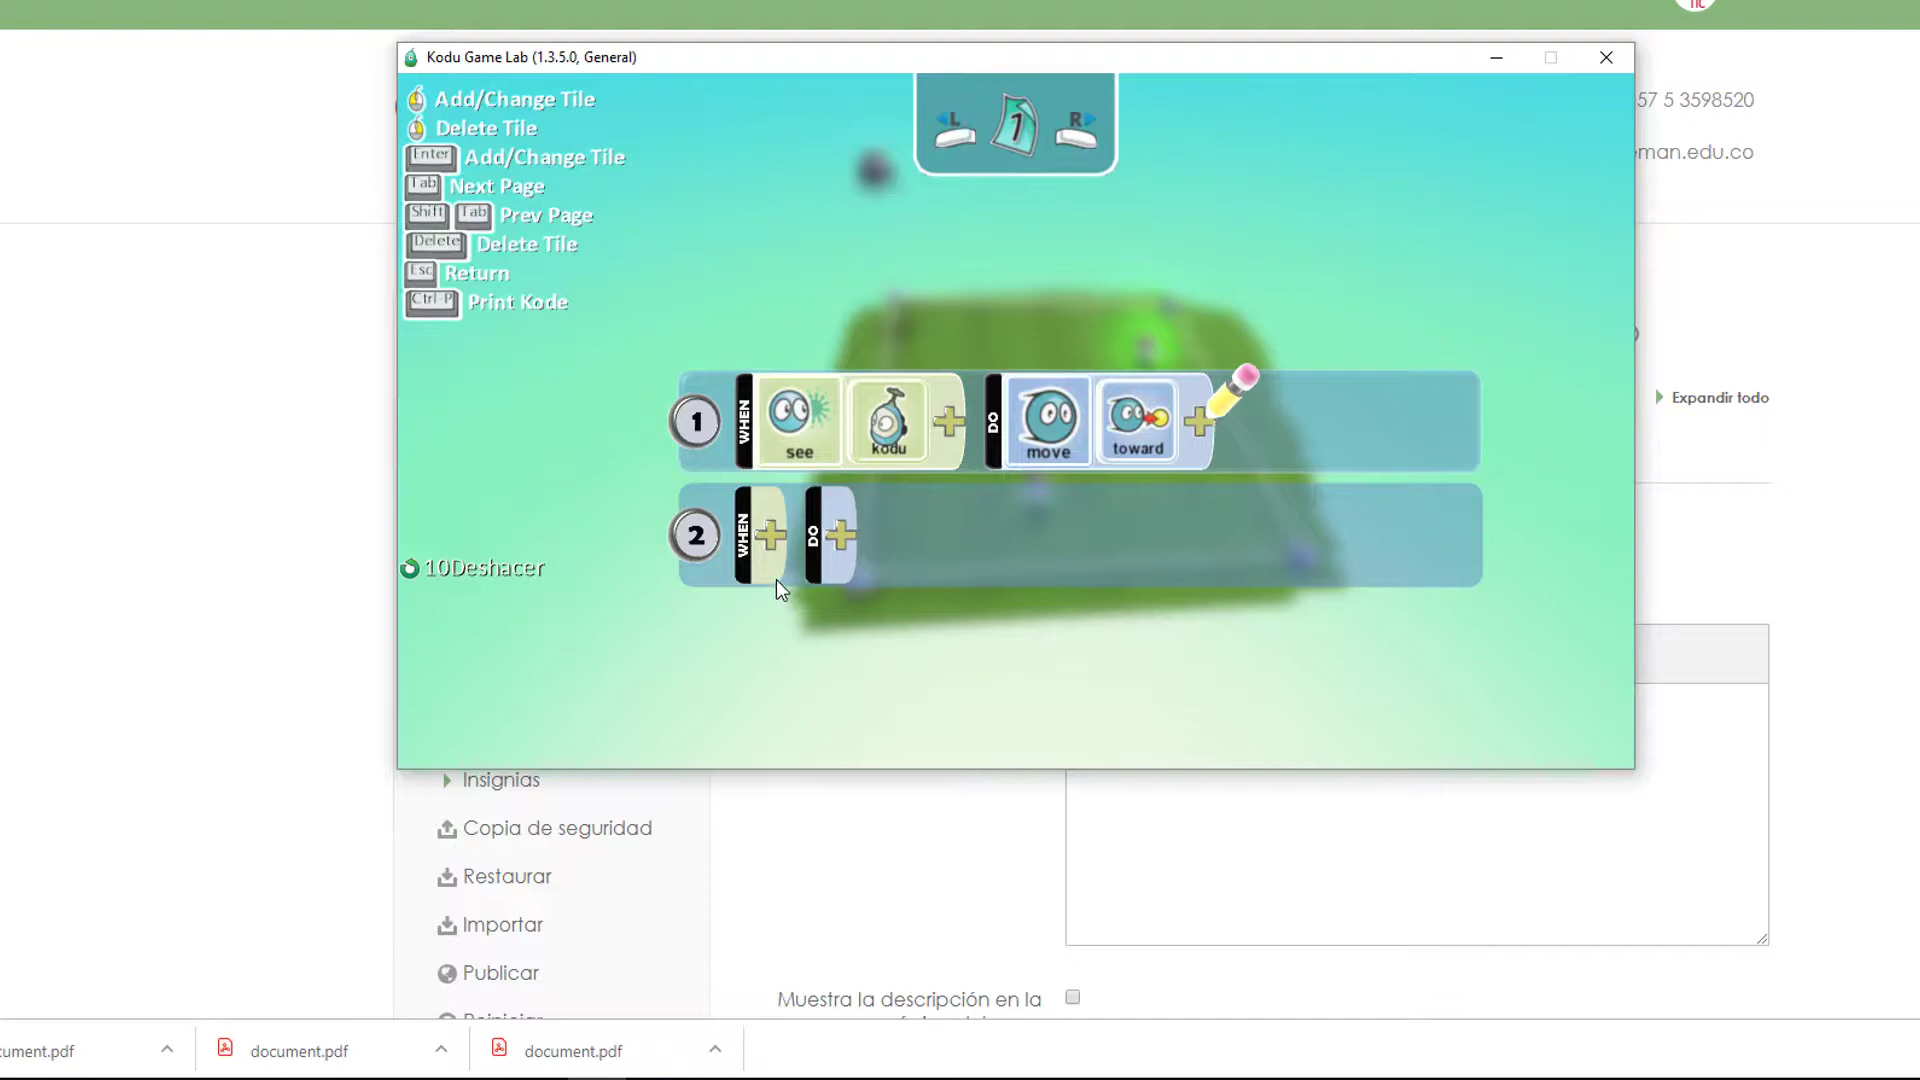 Kodu Game Lab (1.3.5.0, General)
Add/Change Tile
Delete Tile
Enter Add/Change Tile
Tab Next Page
Shift Tab Prev Page
Delete Delete Tile
Esc Return
Ctrl-P Print Kode
L 1 R
57 5 3598520
eman.edu.co
Expandir todo
1 WHEN see kodu DO move toward
2 WHEN DO
10Deshacer
Insignias
Copia de seguridad
Restaurar
Importar
Publicar
Muestra la descripción en la
cument.pdf
document.pdf
document.pdf